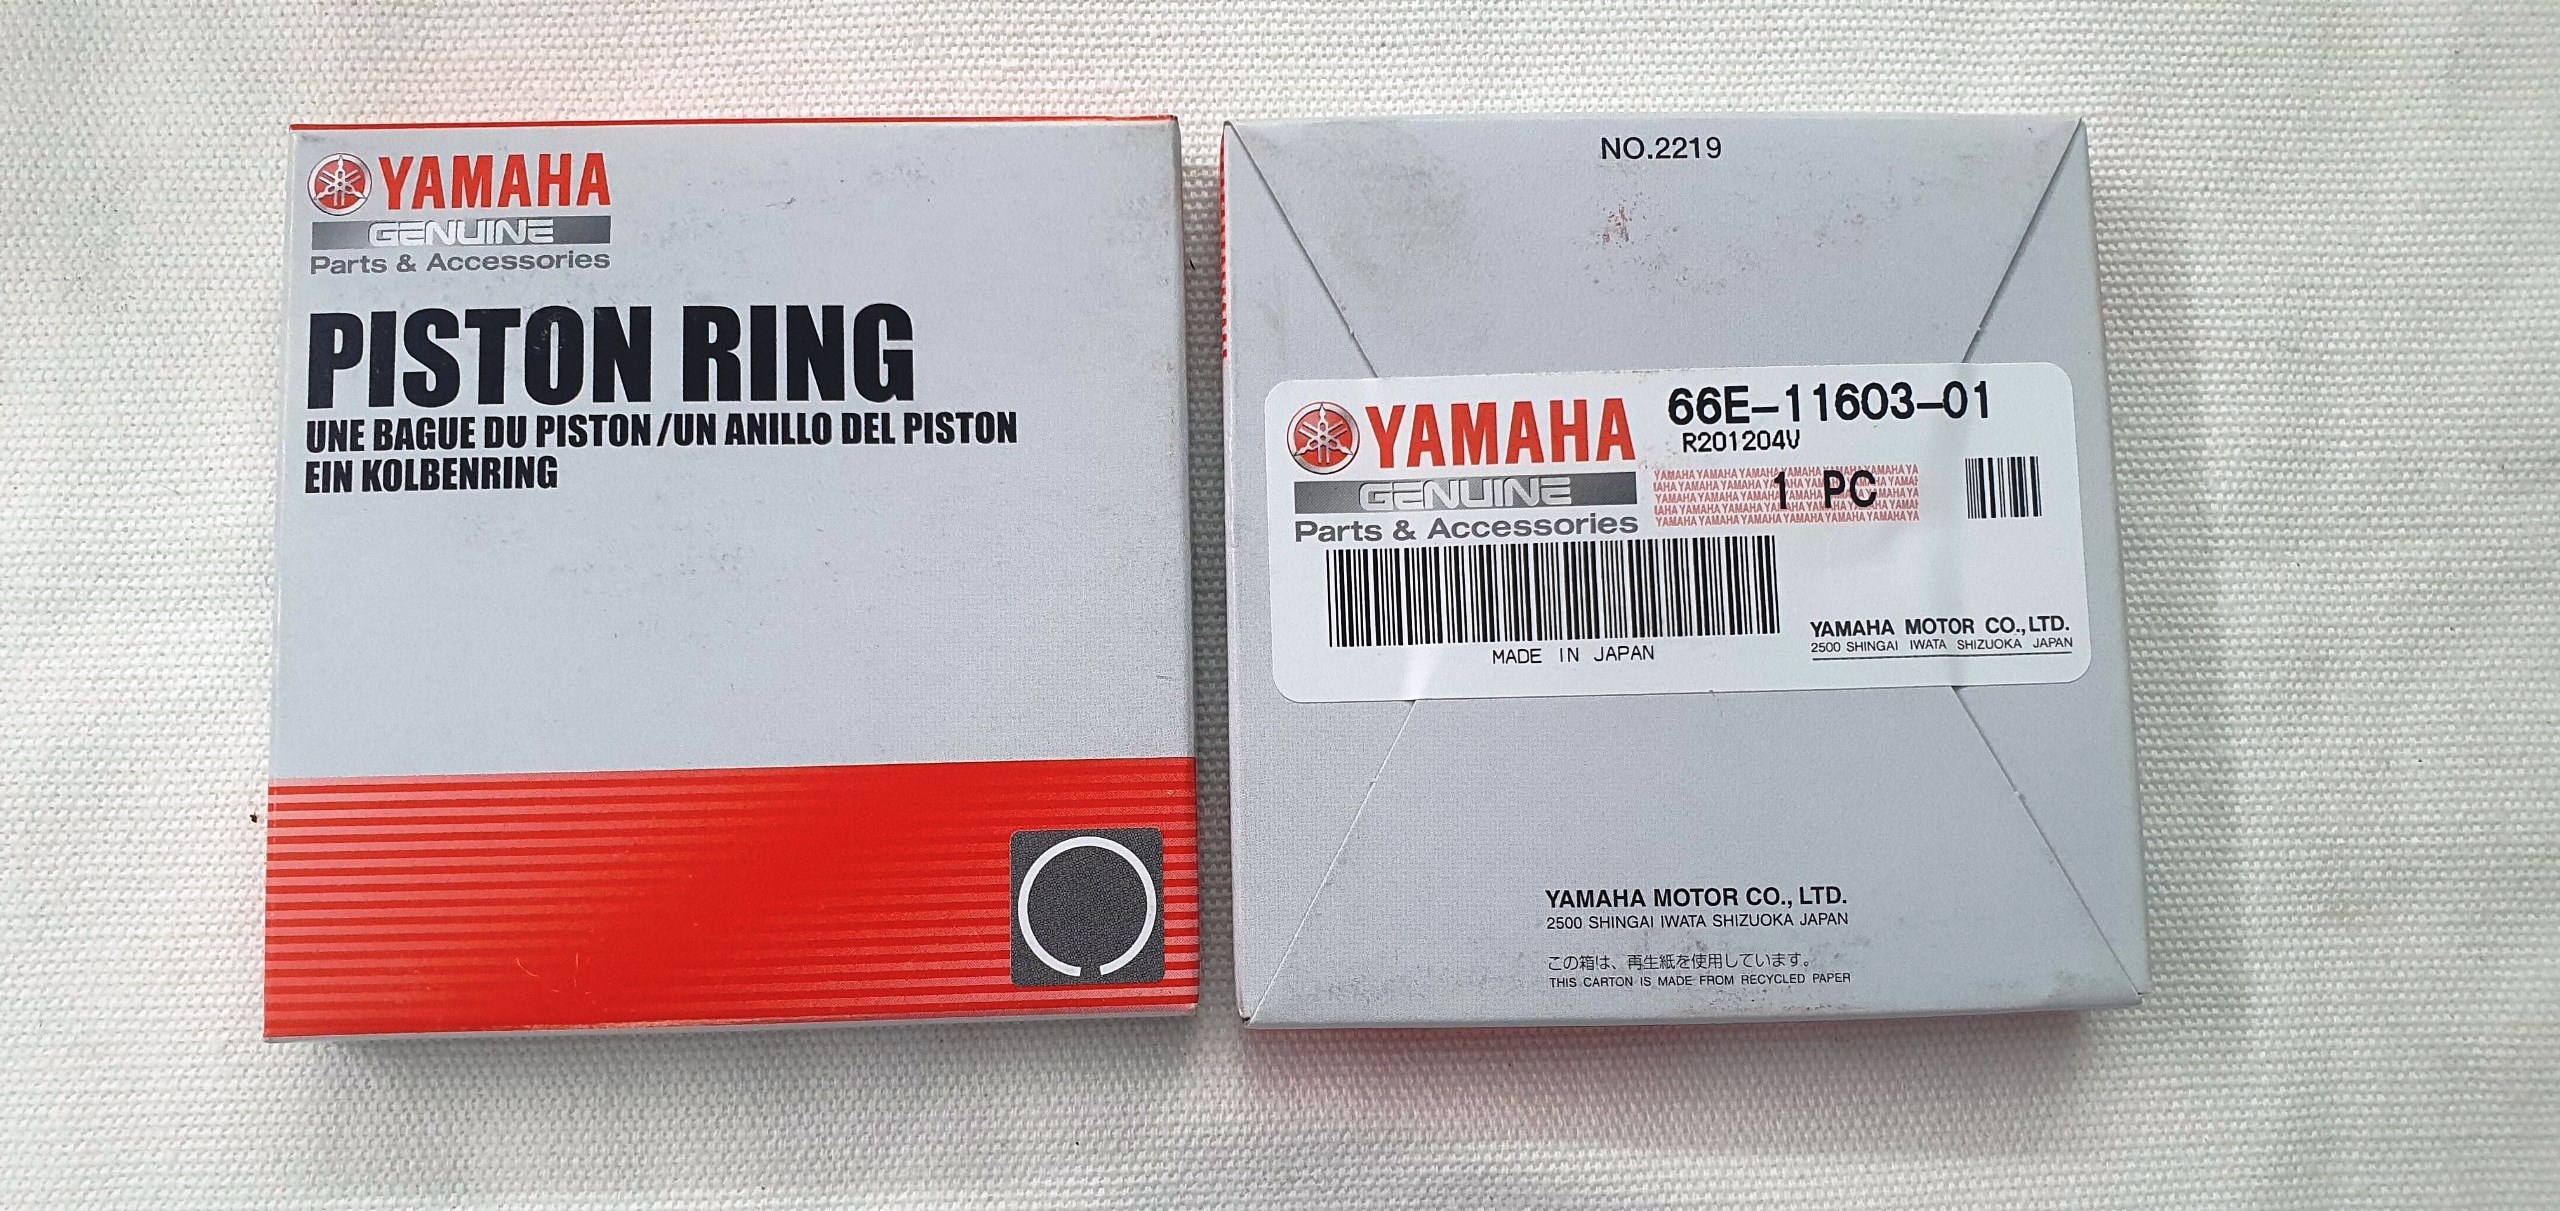 YAMAHA
GENUINE
Parts & Accessories
PISTON RING
UNE BAGUE DU PISTON / UN ANILLO DEL PISTON
EIN KOLBENRING
NO.2219
YAMAHA
GENUINE
Parts & Accessories
66E-11603-01
R201204V
1 PC
MADE IN JAPAN
YAMAHA MOTOR CO., LTD.
2500 SHINGAI IWATA SHIZUOKA JAPAN
YAMAHA MOTOR CO., LTD.
2500 SHINGAI IWATA SHIZUOKA JAPAN
この箱は、再生紙を使用しています。
THIS CARTON IS MADE FROM RECYCLED PAPER